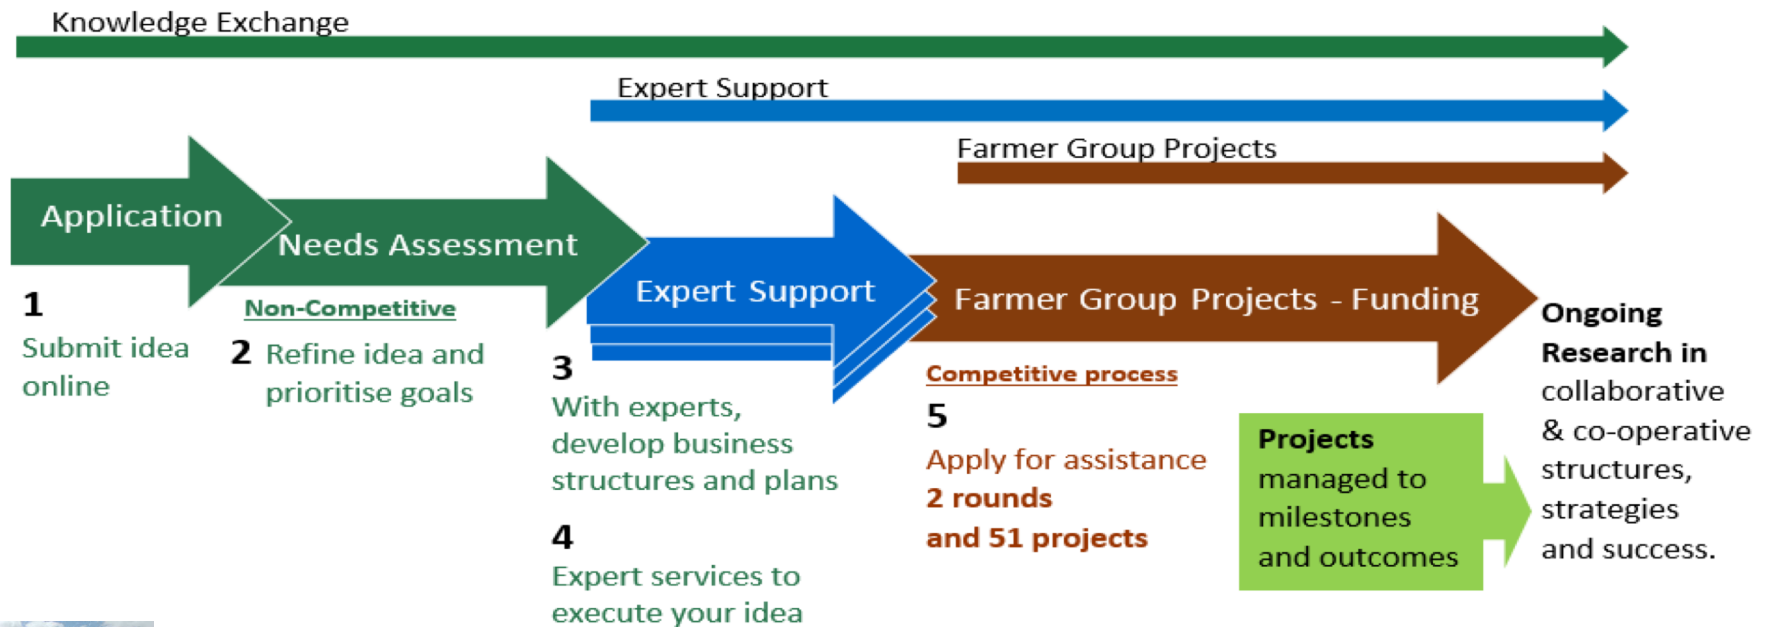 Knowledge Exchange
Expert Support
Farmer Group Projects
Application
Needs Assessment
Expert Support
Farmer Group Projects - Funding
1
Submit idea
online
Non-Competitive
2 Refine idea and
prioritise goals
3
With experts,
develop business
structures and plans
4
Expert services to
execute your idea
Competitive process
5
Apply for assistance
2 rounds
and 51 projects
Projects
managed to
milestones
and outcomes
Ongoing
Research in
collaborative
& co-operative
structures,
strategies
and success.